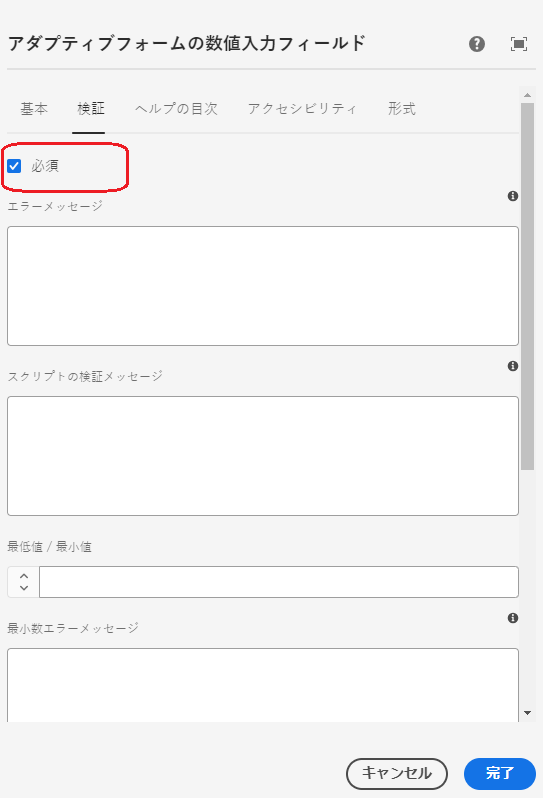 アダプティブフォームの数値入力フィールド
基本 検証 ヘルプの目次 アクセシビリティ 形式
必須
エラーメッセージ
スクリプトの検証メッセージ
最低値 / 最小値
最小数エラーメッセージ
キャンセル 完了